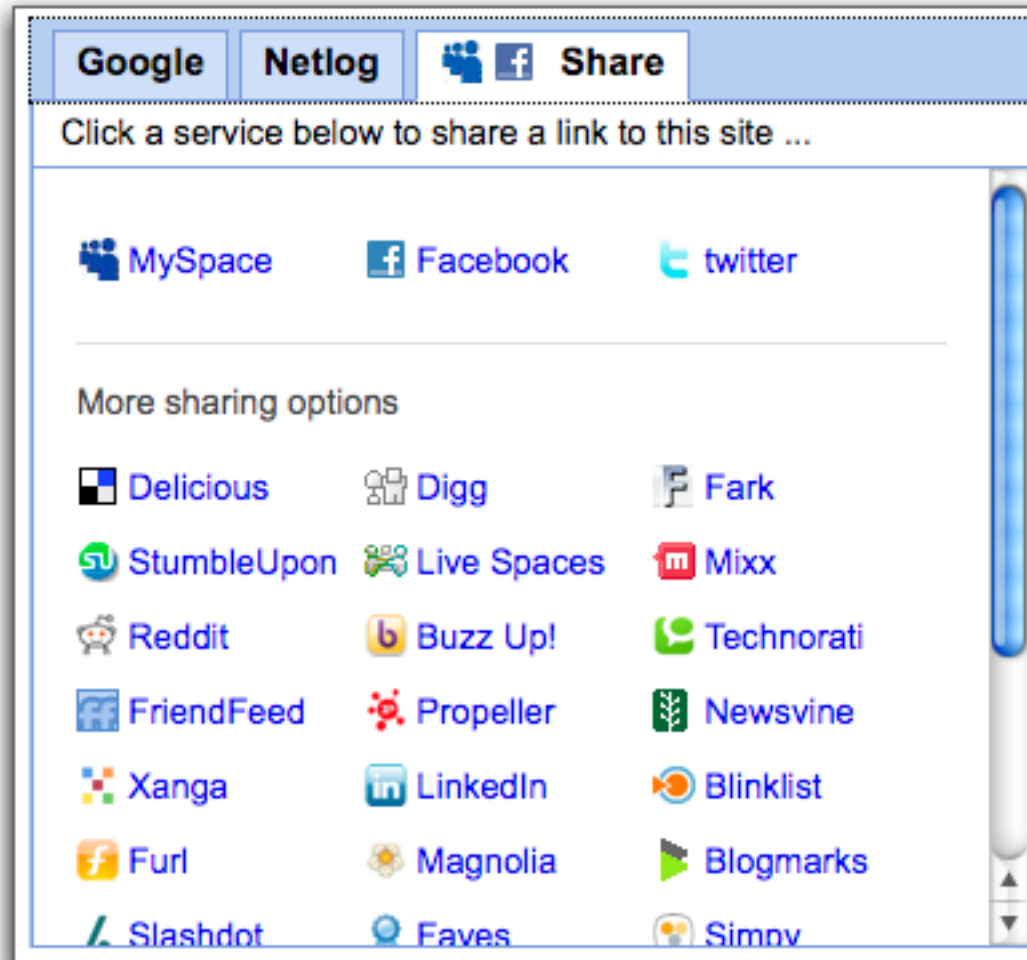 Google Netlog Share
Click a service below to share a link to this site ...
MySpace Facebook twitter
More sharing options
Delicious Digg Fark
StumbleUpon Live Spaces Mixx
Reddit Buzz Up! Technorati
FriendFeed Propeller Newsvine
Xanga LinkedIn Blinklist
Furl Magnolia Blogmarks
Slashdot Faves Simpy